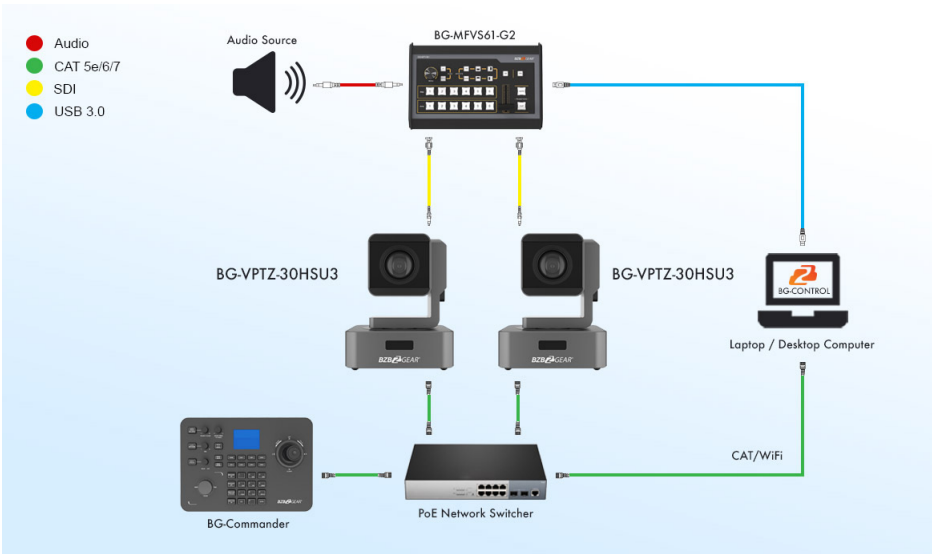 Audio
CAT 5e/6/7
SDI
USB 3.0
Audio Source
BG-MFVS61-G2
BG-VPTZ-30HSU3
BG-VPTZ-30HSU3
BZBGEAR
BZBGEAR
BG-CONTROL
Laptop / Desktop Computer
CAT/WiFi
BZBGEAR
BG-Commander
PoE Network Switcher